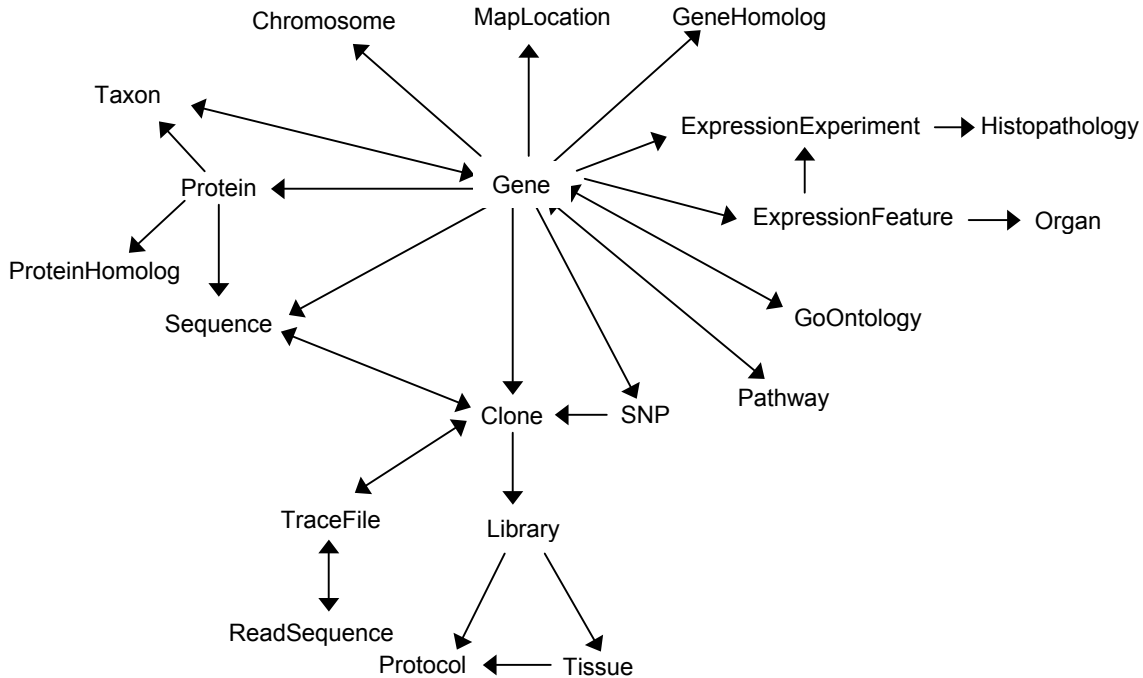 Chromosome
MapLocation
GeneHomolog
Taxon
ExpressionExperiment
Histopathology
Protein
Gene
ExpressionFeature
Organ
ProteinHomolog
Sequence
GoOntology
Pathway
Clone
SNP
TraceFile
Library
ReadSequence
Protocol
Tissue